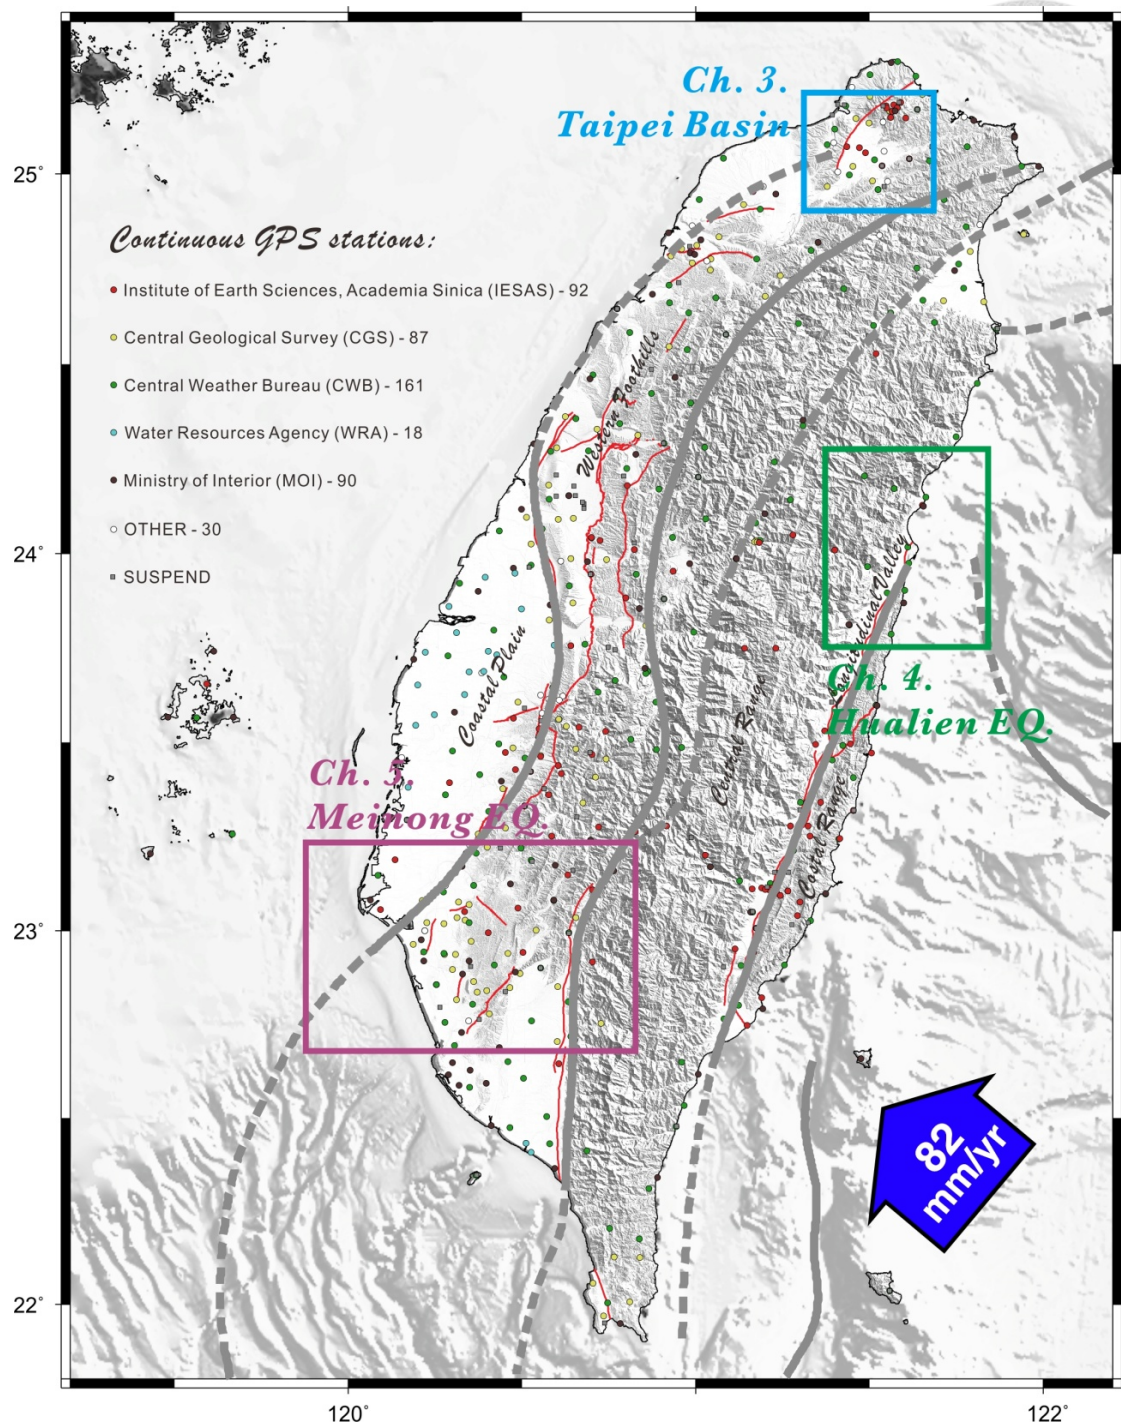 Ch. 3.
Taipei Basin
25°
Continuous GPS stations:
Institute of Earth Sciences, Academia Sinica (IESAS) - 92
Central Geological Survey (CGS) - 87
Central Weather Bureau (CWB) - 161
Water Resources Agency (WRA) - 18
Ministry of Interior (MOI) - 90
OTHER - 30
SUSPEND
Western Foothills
24°
Longitudinal Valley
Coastal Plain
Central Range
Ch. 4.
Hualien EQ.
Ch. 5.
Meinong EQ.
Coastal Range
23°
82
mm/yr
22°
120°
122°